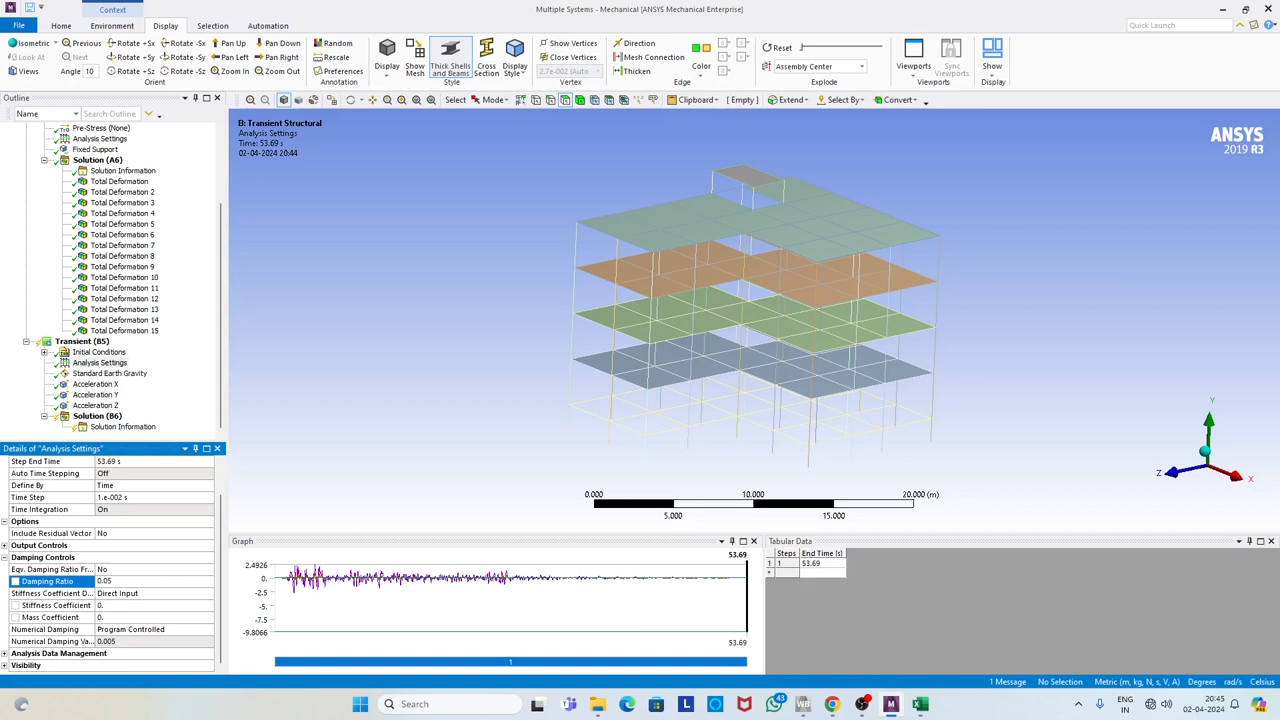 Context
Multiple Systems - Mechanical [ANSYS Mechanical Enterprise]
File Home Environment Display Selection Automation
Quick Launch
Isometric Previous Rotate +Sx Rotate -Sx Pan Up Pan Down
Look At Rotate +Sy Rotate -Sy Pan Left Pan Right
Views Angle 10 Rotate +Sz Rotate -Sz Zoom In Zoom Out
Orient
Random
Rescale
Preferences
Annotation
Display
Show Mesh
Thick Shells and Beams
Cross Section
Display Style
Style
Show Vertices
Close Vertices
2.7e-002 (Auto
Vertex
Direction
Mesh Connection
Thicken
Color
Edge
Reset
Assembly Center
Explode
Viewports
Sync Viewports
Viewports
Show
Display
Outline
Name Search Outline
Select Mode Clipboard [ Empty ] Extend Select By Convert
Pre-Stress (None)
Analysis Settings
Fixed Support
Solution (A6)
Solution Information
Total Deformation
Total Deformation 2
Total Deformation 3
Total Deformation 4
Total Deformation 5
Total Deformation 6
Total Deformation 7
Total Deformation 8
Total Deformation 9
Total Deformation 10
Total Deformation 11
Total Deformation 12
Total Deformation 13
Total Deformation 14
Total Deformation 15
Transient (B5)
Initial Conditions
Analysis Settings
Standard Earth Gravity
Acceleration X
Acceleration Y
Acceleration Z
Solution (B6)
Solution Information
B: Transient Structural
Analysis Settings
Time: 53.69 s
02-04-2024 20:44
ANSYS
2019 R3
Y
Z
X
0.000 10.000 20.000 (m)
5.000 15.000
Details of "Analysis Settings"
Step End Time 53.69 s
Auto Time Stepping Off
Define By Time
Time Step 1.e-002 s
Time Integration On
Options
Include Residual Vector No
Output Controls
Damping Controls
Eqv. Damping Ratio Fr... No
Damping Ratio 0.05
Stiffness Coefficient D... Direct Input
Stiffness Coefficient 0.
Mass Coefficient 0.
Numerical Damping Program Controlled
Numerical Damping Va... 0.005
Analysis Data Management
Visibility
Graph
53.69
2.4926
0.
-2.5
-5.
-7.5
-9.8066
53.69
1
Tabular Data
Steps End Time [s]
1 1 53.69
*
1 Message No Selection Metric (m, kg, N, s, V, A) Degrees rad/s Celsius
Search
43
ENG
IN
20:45
02-04-2024